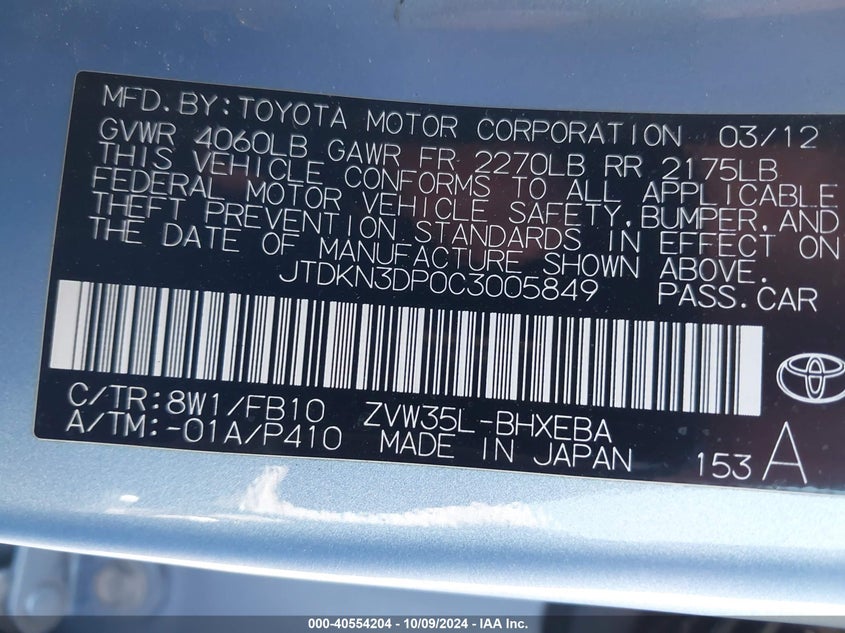 MFD. BY: TOYOTA MOTOR CORPORATION 03/12
GVWR 4060LB GAWR FR 2270LB RR 2175LB
THIS VEHICLE CONFORMS TO ALL APPLICABLE
FEDERAL MOTOR VEHICLE SAFETY, BUMPER, AND
THEFT PREVENTION STANDARDS IN EFFECT ON
THE DATE OF MANUFACTURE SHOWN ABOVE.
JTDKN3DP0C3005849 PASS. CAR
C/TR: 8W1/FB10 ZVW35L-BHXEBA
A/TM: -01A/P410 MADE IN JAPAN 153 A
000-40554204 - 10/09/2024 - IAA Inc.